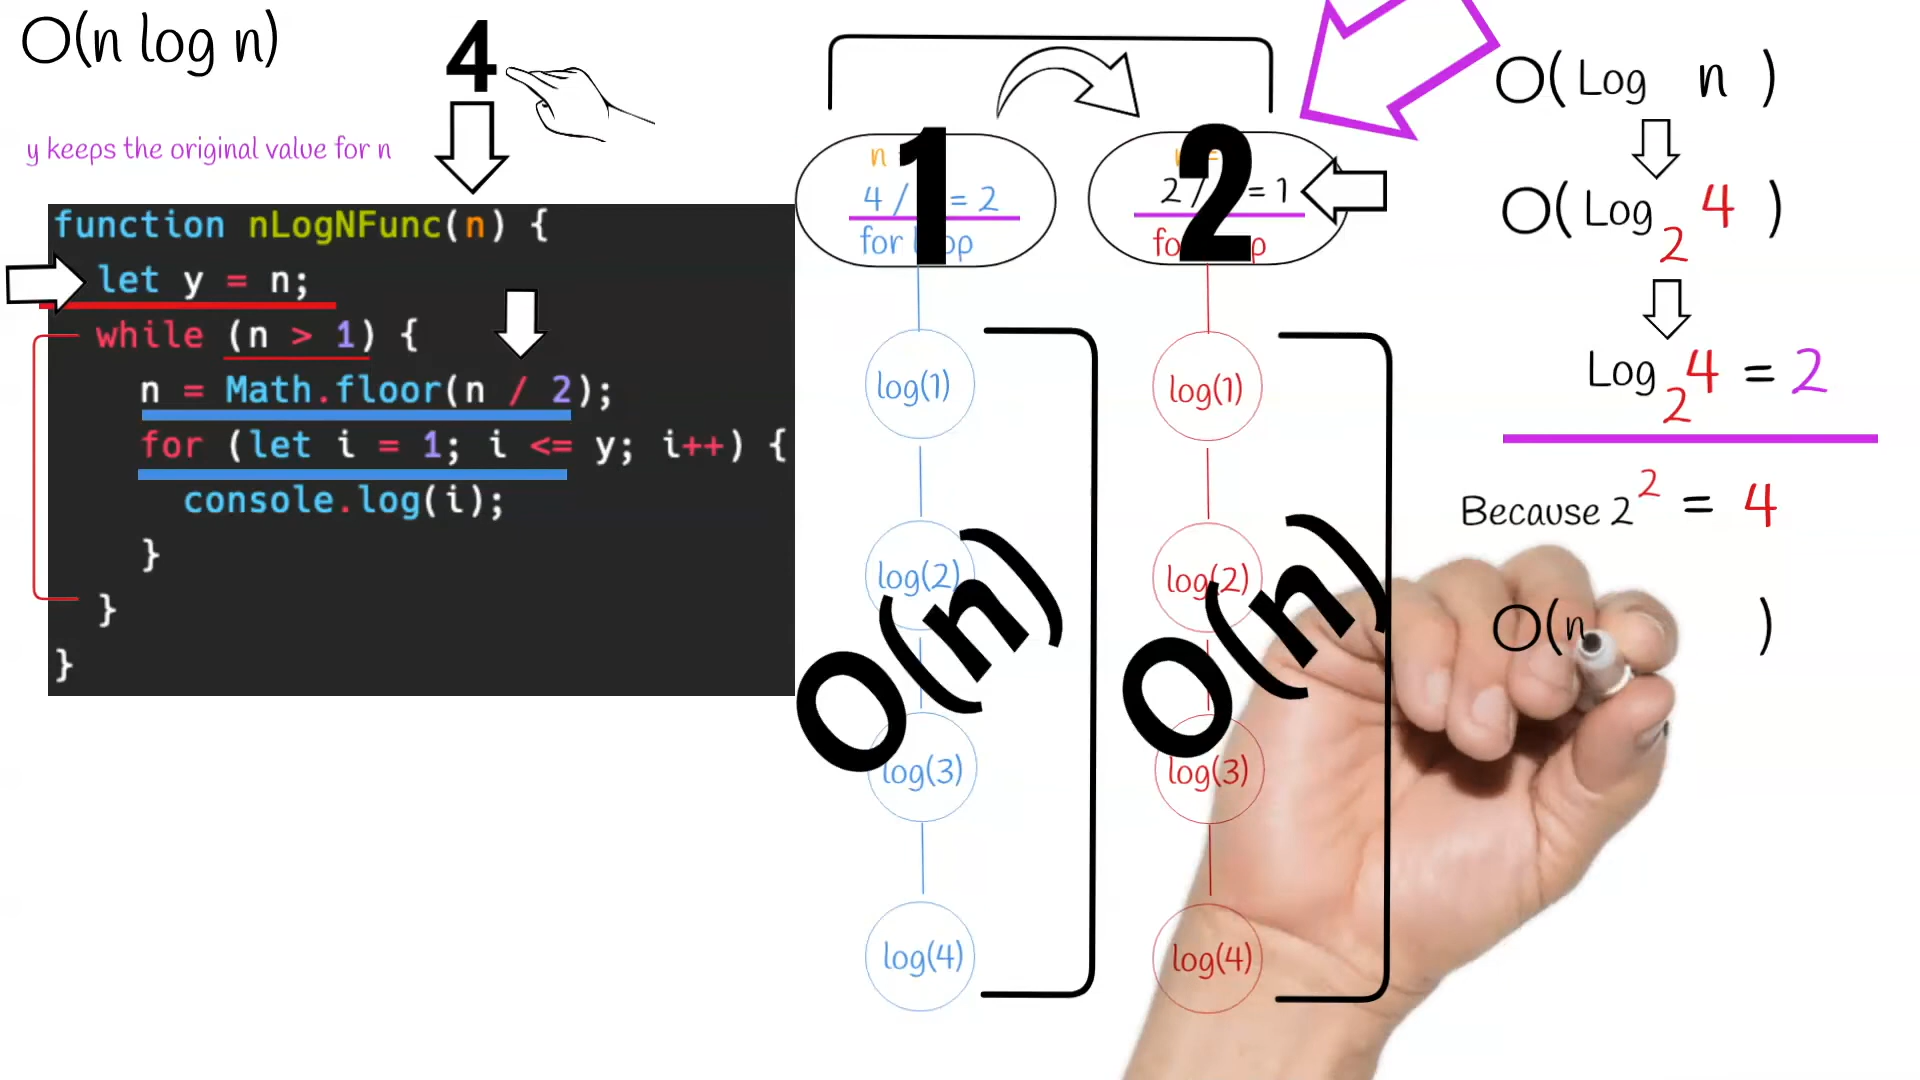 O(n log n)
4
y keeps the original value for n
function nLogNFunc(n) {
let y = n;
while (n > 1) {
n = Math.floor(n / 2);
for (let i = 1; i <= y; i++) {
console.log(i);
}
}
}
1
n
4 / = 2
for
log(1)
log(2)
log(3)
log(4)
O(n)
2
2 / = 1
log(1)
log(2)
log(3)
log(4)
O(n)
O( Log n )
O( Log 2 4 )
Log 2 4 = 2
Because 2 2 = 4
O(n )